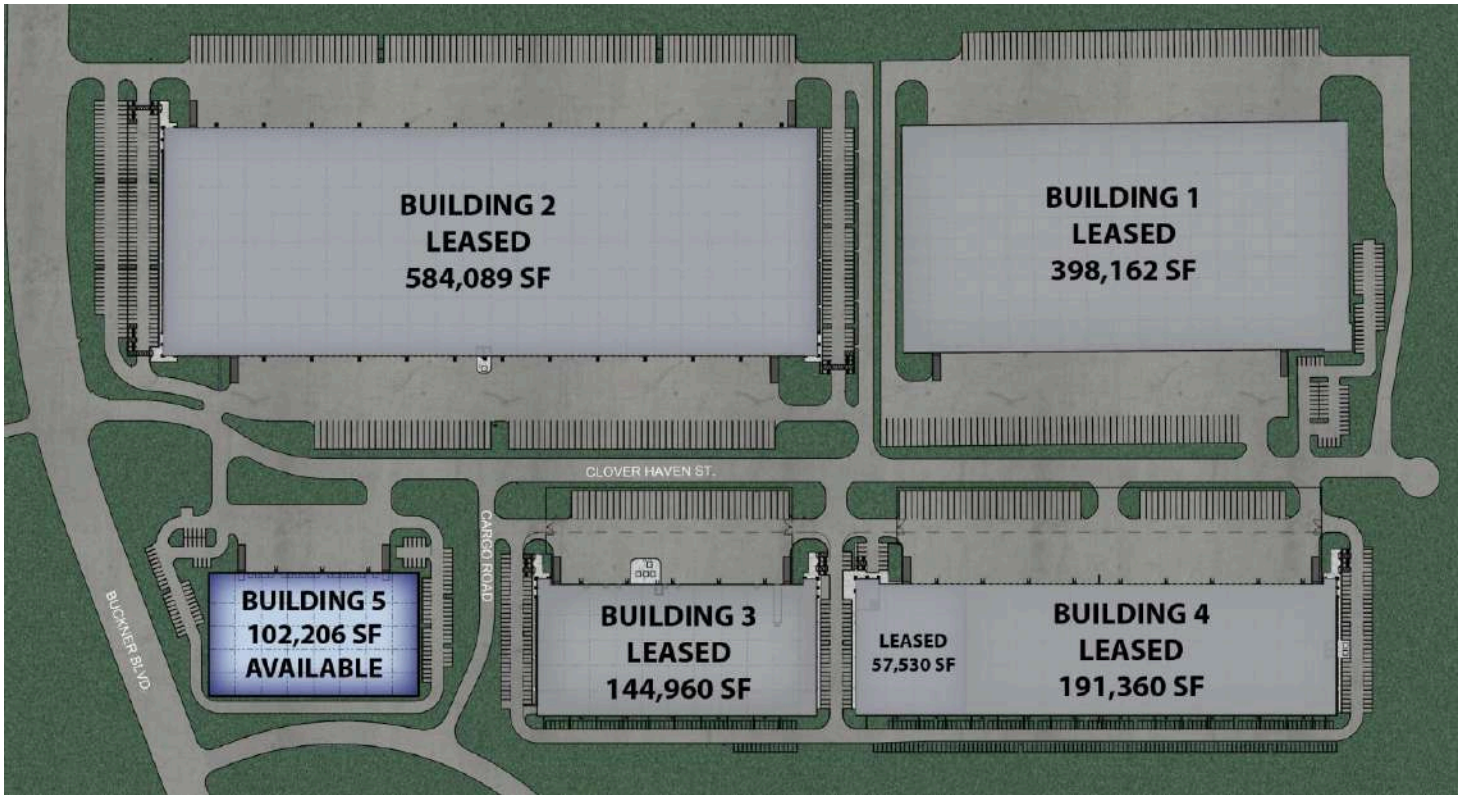 BUILDING 2
LEASED
584,089 SF
BUILDING 1
LEASED
398,162 SF
CLOVER HAVEN ST.
CARGO ROAD
BUCKNER BLVD.
BUILDING 5
102,206 SF
AVAILABLE
BUILDING 3
LEASED
144,960 SF
LEASED
57,530 SF
BUILDING 4
LEASED
191,360 SF